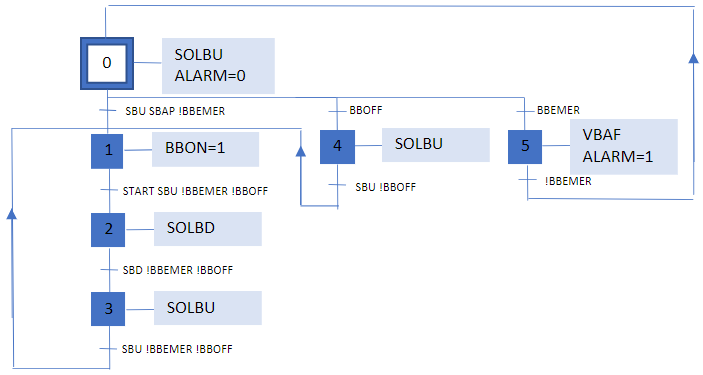 0
SOLBU
ALARM=0
SBU SBAP !BBEMER
BBOFF
BBEMER
1
BBON=1
4
SOLBU
5
VBAF
ALARM=1
START SBU !BBEMER !BBOFF
SBU !BBOFF
!BBEMER
2
SOLBD
SBD !BBEMER !BBOFF
3
SOLBU
SBU !BBEMER !BBOFF